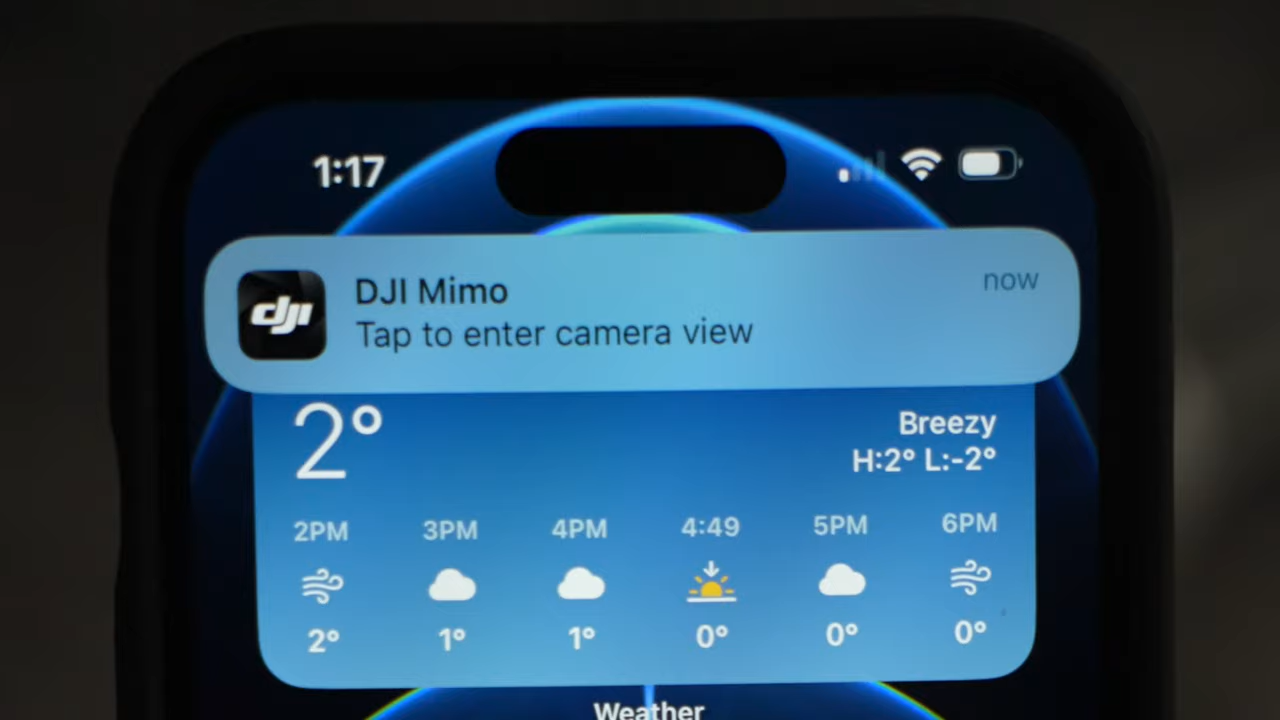 1:17
dji
DJI Mimo
now
Tap to enter camera view
2°
Breezy
H:2° L:-2°
2PM 3PM 4PM 4:49 5PM 6PM
2° 1° 1° 0° 0° 0°
Weather